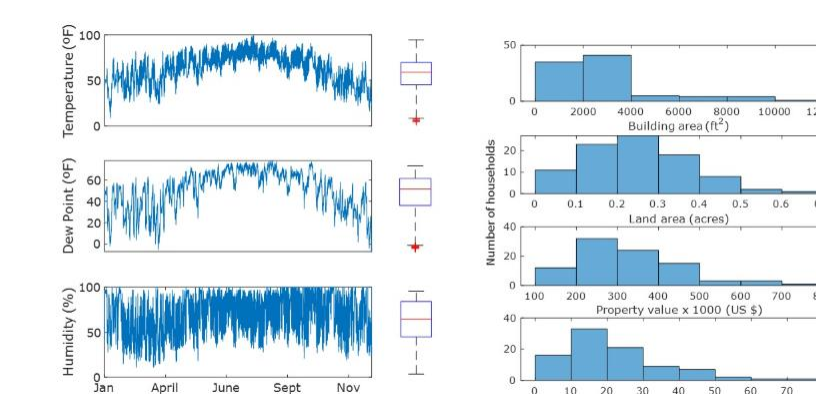 Temperature (ºF)
100
50
0
Dew Point (ºF)
60
40
20
0
Humidity (%)
100
50
0
Jan April June Sept Nov
Number of households
50
0
0 2000 4000 6000 8000 10000
Building area (ft²)
20
10
0
0 0.1 0.2 0.3 0.4 0.5 0.6
Land area (acres)
40
20
0
100 200 300 400 500 600 700
Property value x 1000 (US $)
40
20
0
0 10 20 30 40 50 60 70